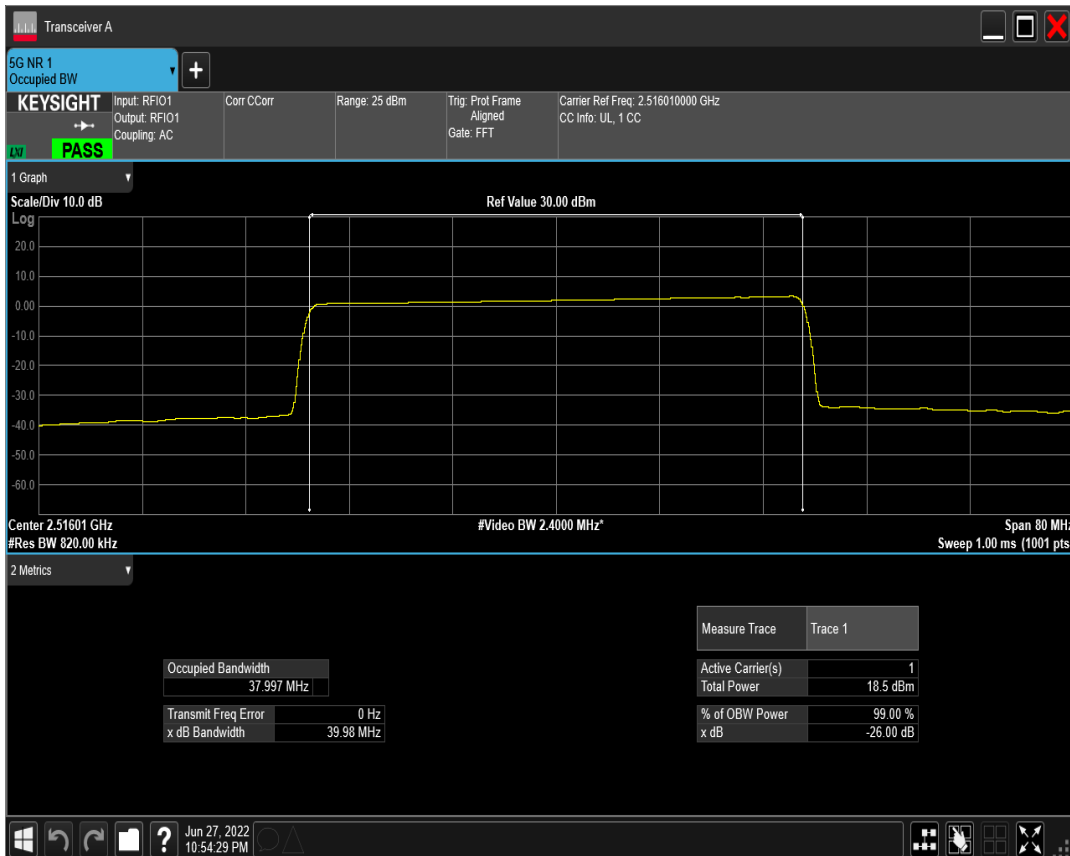 Transceiver A
5G NR 1
Occupied BW
+
KEYSIGHT
LXI
PASS
Input: RFIO1
Output: RFIO1
Coupling: AC
Corr CCorr
Range: 25 dBm
Trig: Prot Frame
Aligned
Gate: FFT
Carrier Ref Freq: 2.516010000 GHz
CC Info: UL, 1 CC
1 Graph
Scale/Div 10.0 dB
Ref Value 30.00 dBm
Log
20.0
10.0
0.00
-10.0
-20.0
-30.0
-40.0
-50.0
-60.0
Center 2.51601 GHz
#Video BW 2.4000 MHz*
Span 80 MHz
#Res BW 820.00 kHz
Sweep 1.00 ms (1001 pts
2 Metrics
Measure Trace Trace 1
Occupied Bandwidth
37.997 MHz
Active Carrier(s) 1
Total Power 18.5 dBm
Transmit Freq Error 0 Hz
x dB Bandwidth 39.98 MHz
% of OBW Power 99.00 %
x dB -26.00 dB
?
Jun 27, 2022
10:54:29 PM